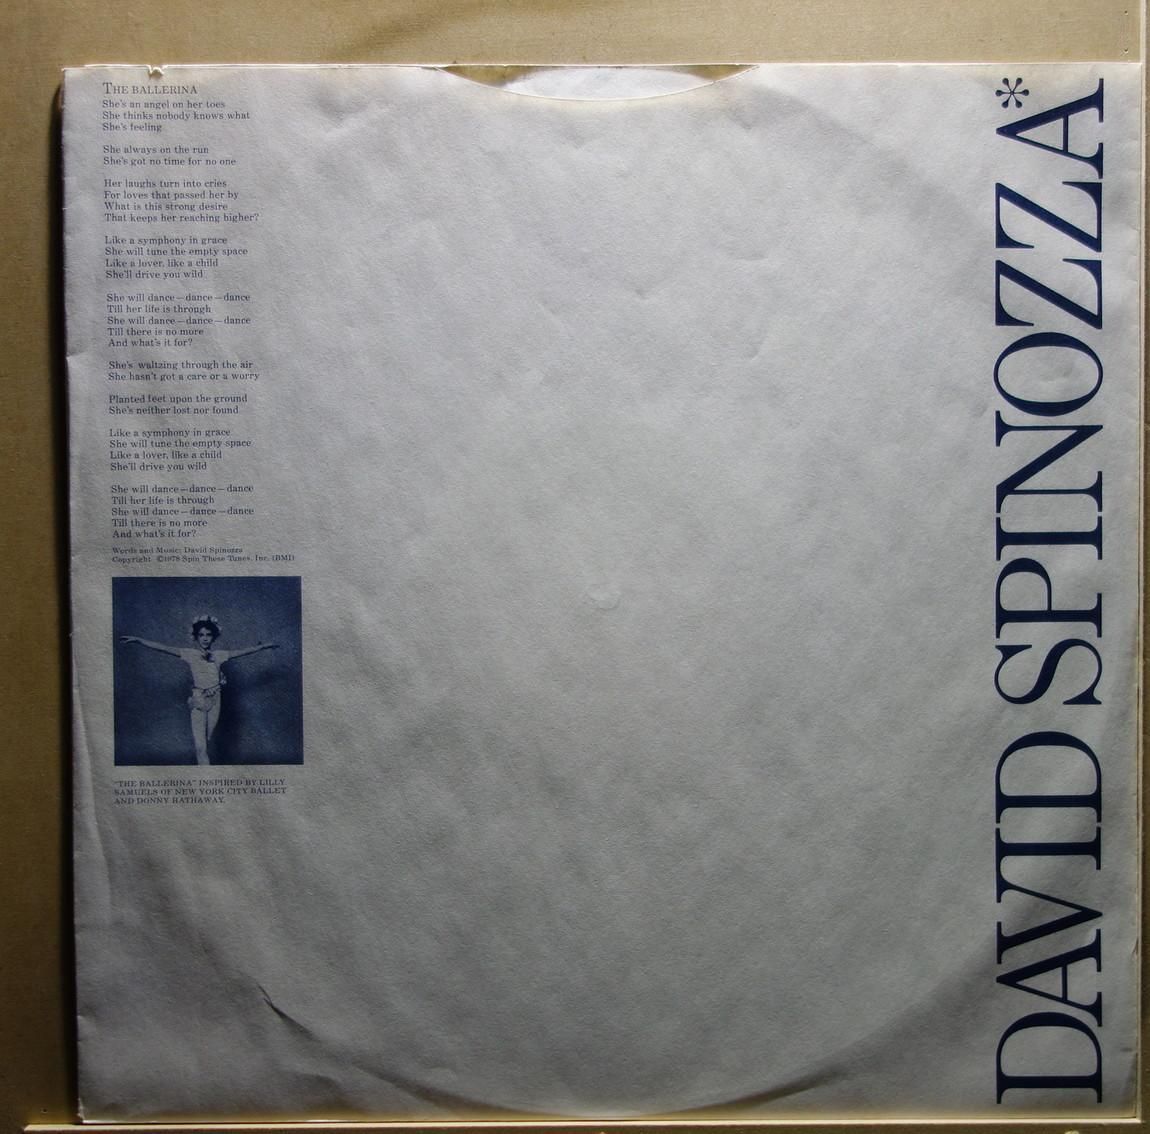 THE BALLERINA
She's an angel on her toes
She thinks nobody knows what
She's feeling
She always on the run
She's got no time for no one
Her laughs turn into cries
For loves that passed her by
What is this strong desire
That keeps her reaching higher?
Like a symphony in grace
She will tune the empty space
Like a lover, like a child
She'll drive you wild
She will dance—dance—dance
Till her life is through
She will dance—dance—dance
Till there is no more
And what's it for?
She's waltzing through the air
She hasn't got a care or a worry
Planted feet upon the ground
She's neither lost nor found
Like a symphony in grace
She will tune the empty space
Like a lover, like a child
She'll drive you wild
She will dance—dance—dance
Till her life is through
She will dance—dance—dance
Till there is no more
And what's it for?
Words and Music: David Spinozza
Copyright ©1978 Spin These Tunes, Inc. (BMI)
"THE BALLERINA" INSPIRED BY LILLY
SAMUELS OF NEW YORK CITY BALLET
AND DONNY HATHAWAY.
DAVID SPINOZZA*